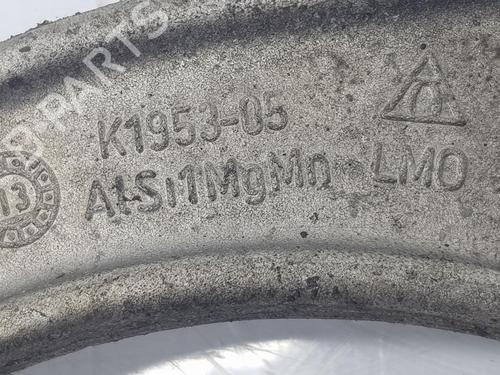 K1953-05
13
AlSi1MgMn LMO
B-PARTS